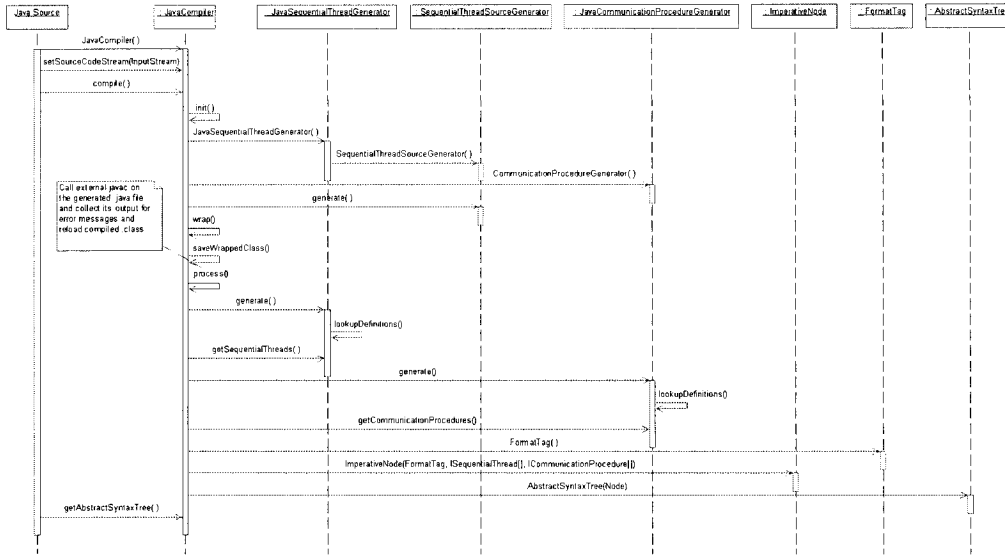 : Java Source
: JavaCompiler
: JavaSequentialThreadGenerator
: SequentialThreadSourceGenerator
: JavaCommunicationProcedureGenerator
: ImperativeNode
: FormatTag
: AbstractSyntaxTree
JavaCompiler( )
setSourceCodeStream(InputStream)
compile( )
init( )
JavaSequentialThreadGenerator( )
SequentialThreadSourceGenerator( )
CommunicationProcedureGenerator( )
Call external javac on
the generated .java file
and collect its output for
error messages and
reload compiled .class
generate( )
wrap()
saveWrappedClass()
process()
generate( )
lookupDefinitions()
getSequentialThreads( )
generate()
lookupDefinitions()
getCommunicationProcedures()
FormatTag( )
ImperativeNode(FormatTag, ISequentialThread[], ICommunicationProcedure[])
AbstractSyntaxTree(Node)
getAbstractSyntaxTree( )